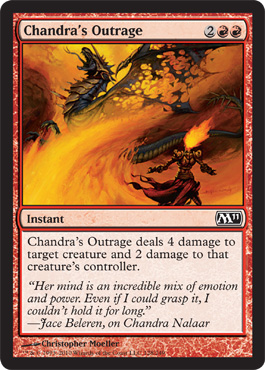 Chandra's Outrage 2
Instant M11
Chandra's Outrage deals 4 damage to
target creature and 2 damage to that
creature's controller.
"Her mind is an incredible mix of emotion
and power. Even if I could grasp it, I
couldn't hold it for long."
—Jace Beleren, on Chandra Nalaar
Christopher Moeller